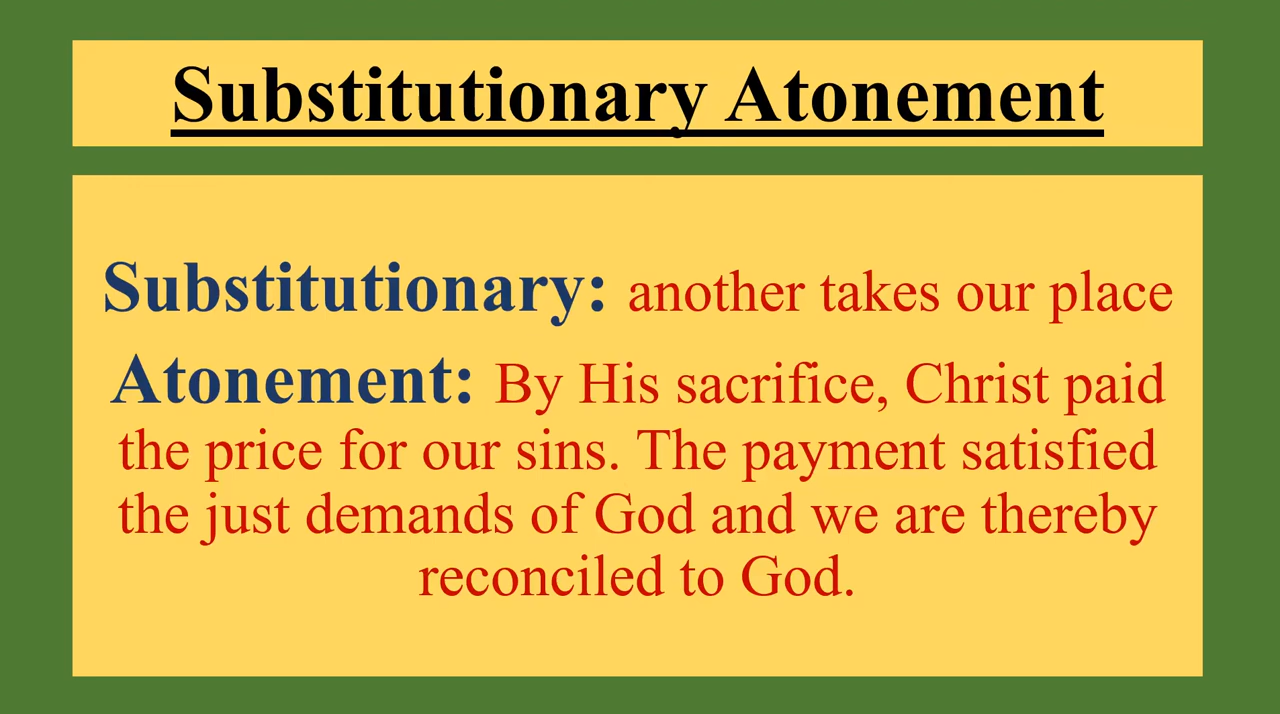 Substitutionary Atonement
Substitutionary: another takes our place
Atonement: By His sacrifice, Christ paid
the price for our sins. The payment satisfied
the just demands of God and we are thereby
reconciled to God.